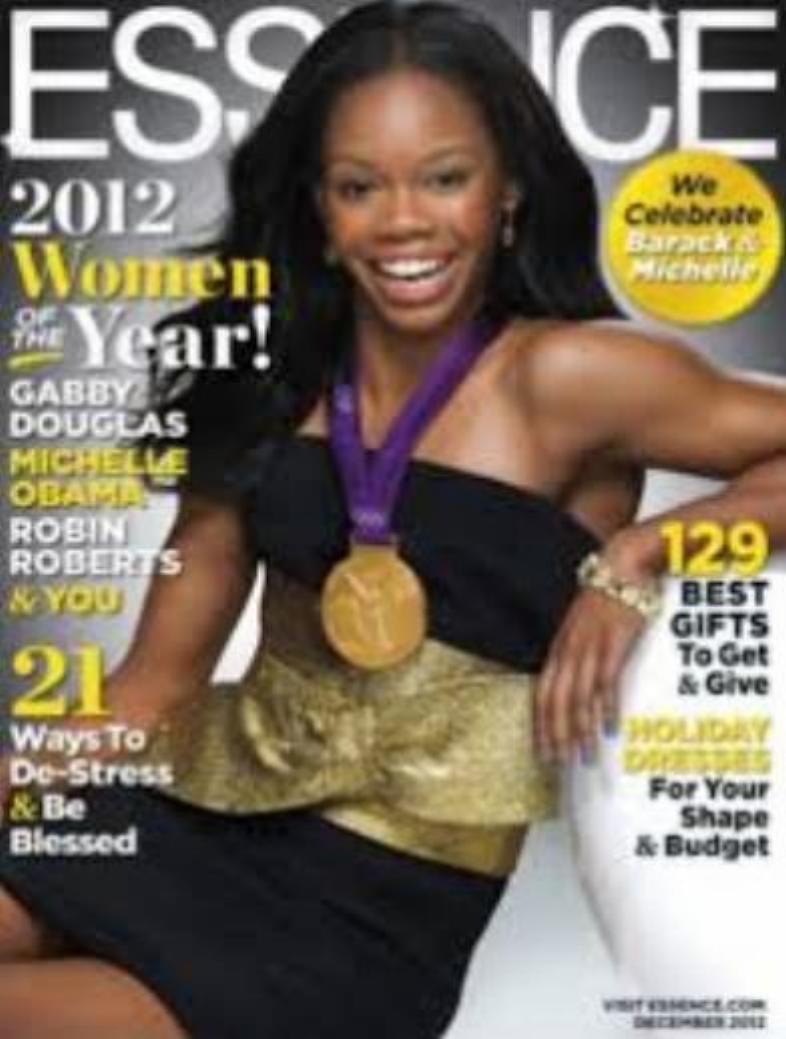 ESSENCE
2012
Women
OF THE Year!
GABBY
DOUGLAS
MICHELLE
OBAMA
ROBIN
ROBERTS
& YOU
21
Ways To
De-Stress
& Be
Blessed
We
Celebrate
Barack &
Michelle
129
BEST
GIFTS
To Get
& Give
HOLIDAY
DRESSES
For Your
Shape
& Budget
VISIT ESSENCE.COM
DECEMBER 2012